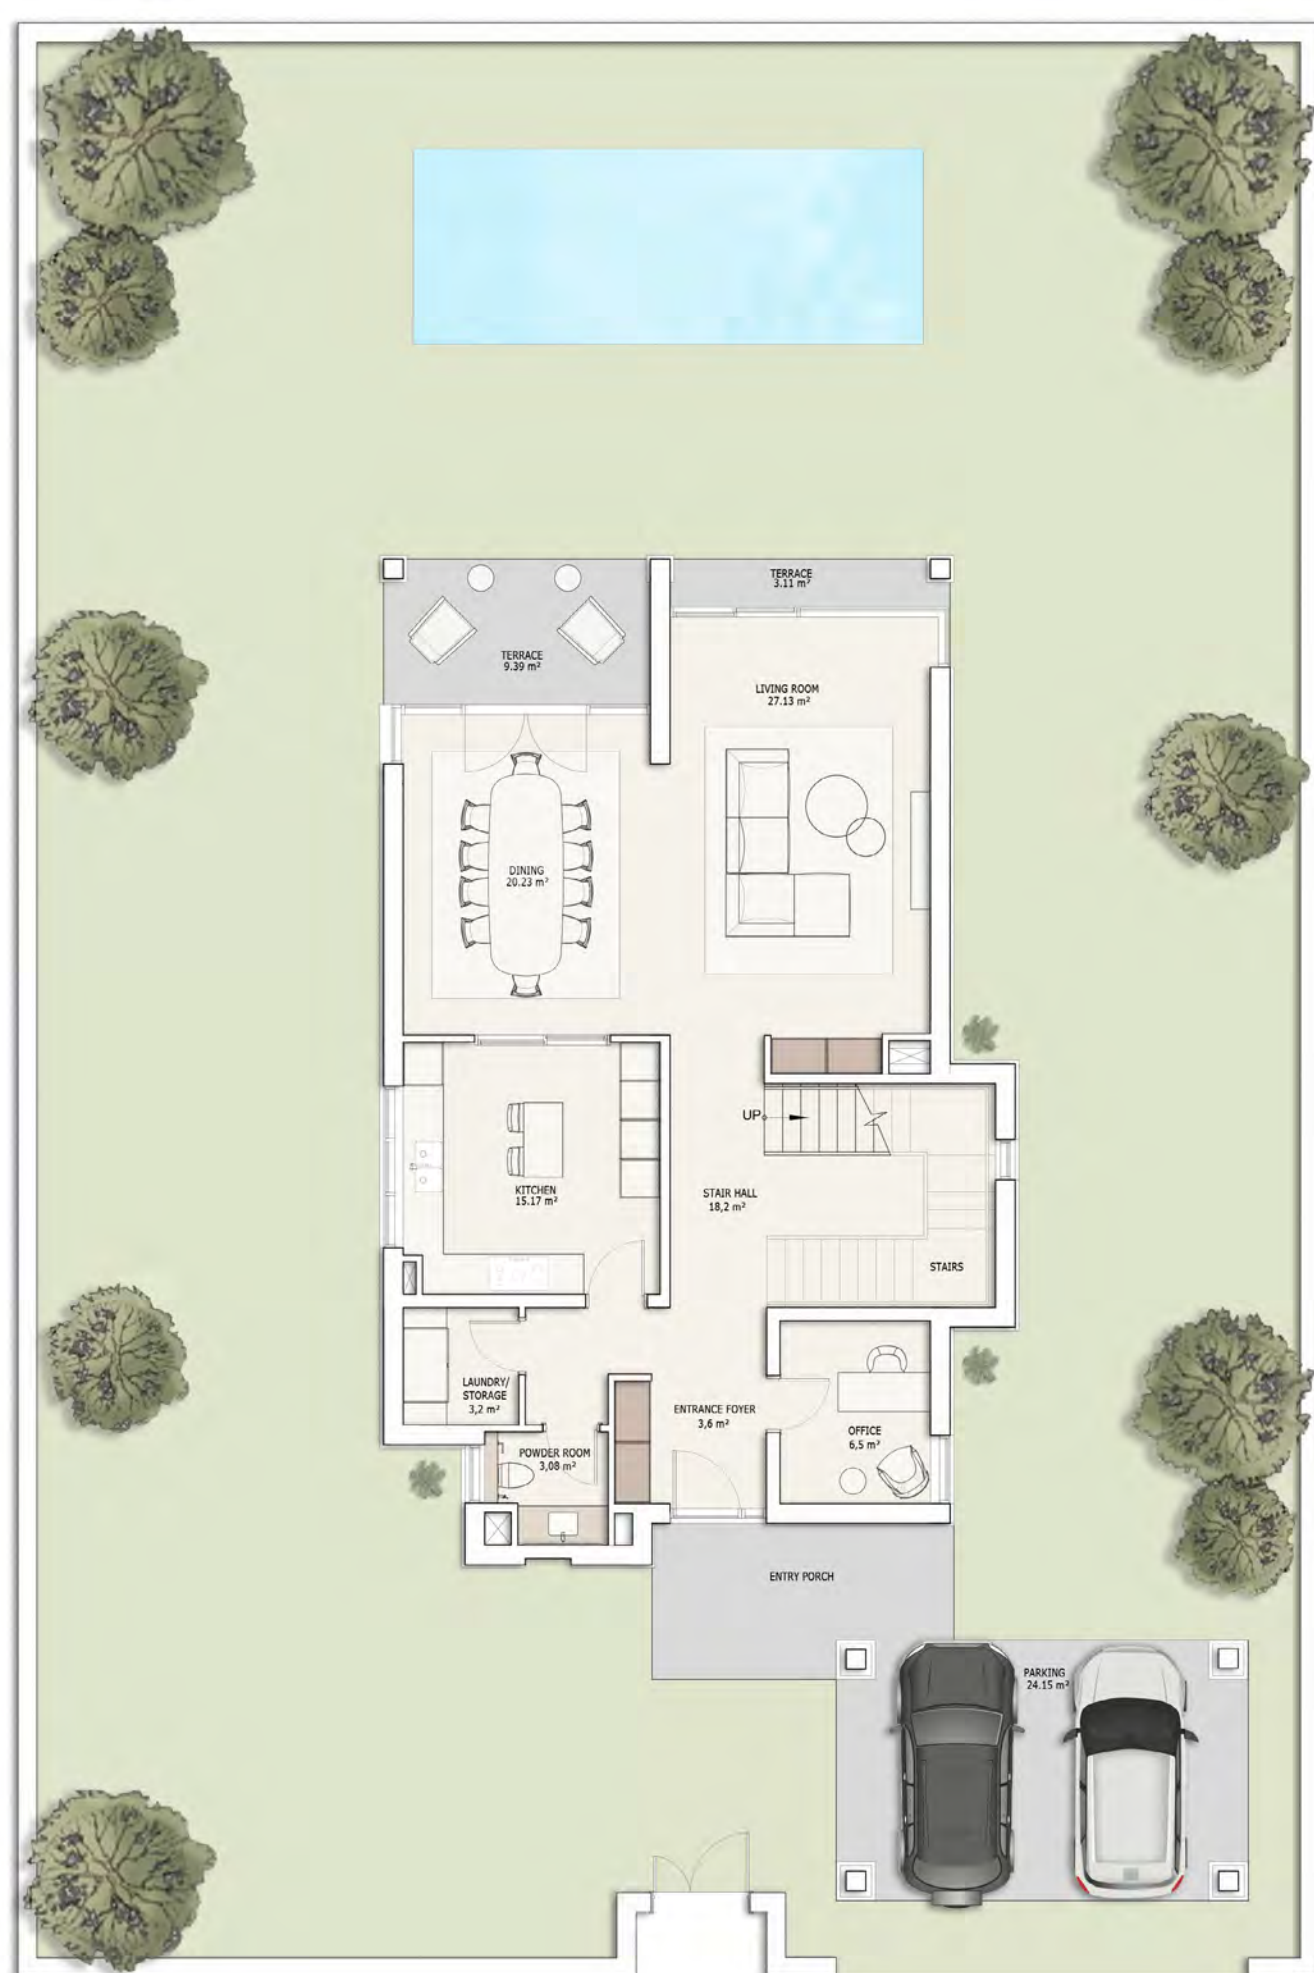 TERRACE
3.11 m²
TERRACE
9.39 m²
LIVING ROOM
27.13 m²
DINING
20.23 m²
UP
KITCHEN
15.17 m²
STAIR HALL
18,2 m²
STAIRS
LAUNDRY/
STORAGE
3,2 m²
ENTRANCE FOYER
3,6 m²
OFFICE
6,5 m²
POWDER ROOM
3,08 m²
ENTRY PORCH
PARKING
24.15 m²